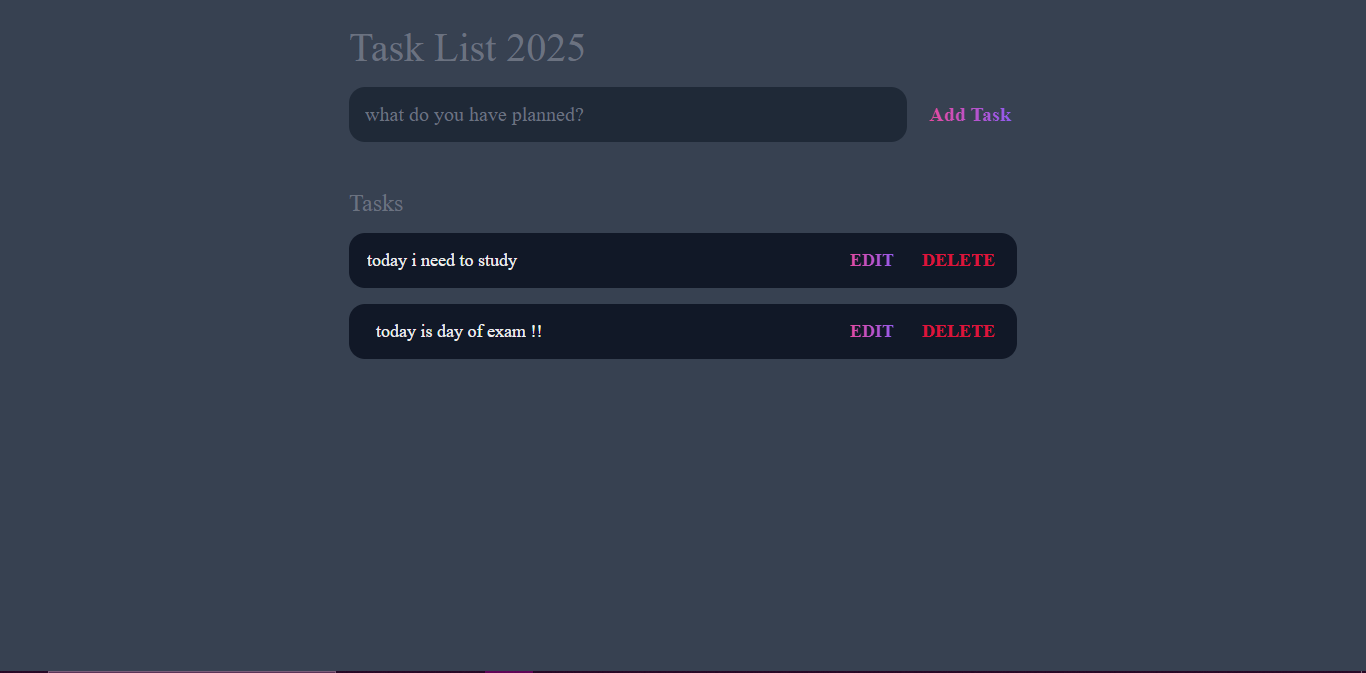 Task List 2025
what do you have planned? Add Task
Tasks
today i need to study EDIT DELETE
today is day of exam !! EDIT DELETE